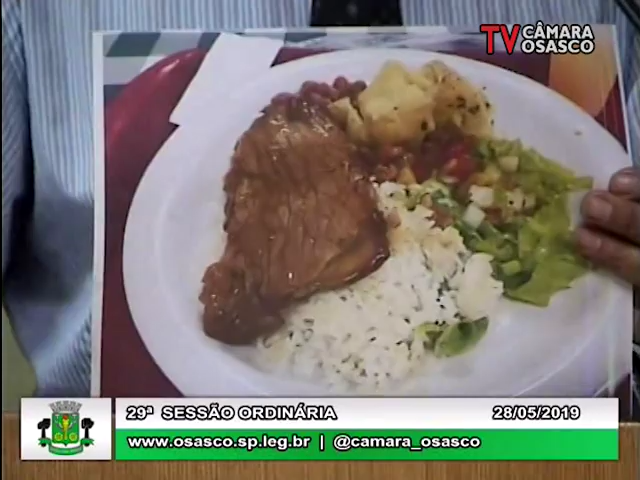 TV CÂMARA
OSASCO
29ª SESSÃO ORDINÁRIA 28/05/2019
www.osasco.sp.leg.br | @camara_osasco